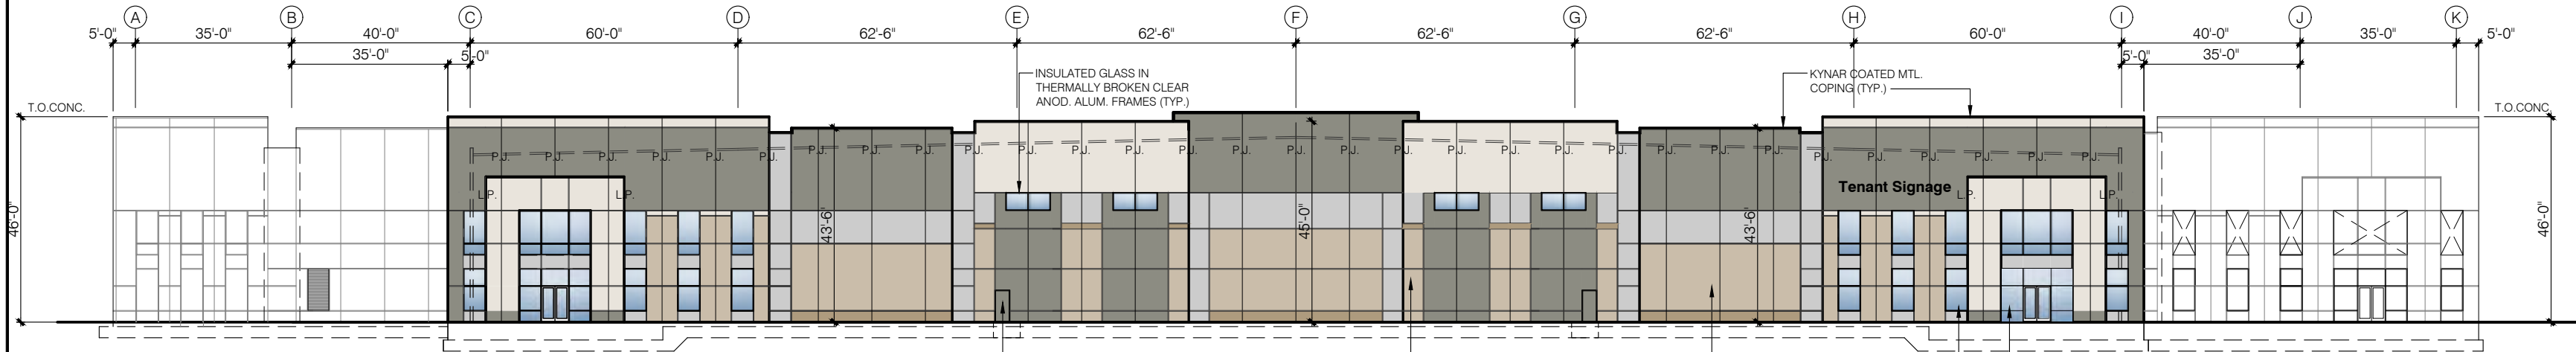 A B C D E F G H I J K
5'-0" 35'-0" 40'-0" 60'-0" 62'-6" 62'-6" 62'-6" 62'-6" 60'-0" 40'-0" 35'-0" 5'-0"
35'-0" 5'-0" 5'-0" 35'-0"
INSULATED GLASS IN
THERMALLY BROKEN CLEAR
ANOD. ALUM. FRAMES (TYP.)
KYNAR COATED MTL.
COPING (TYP.)
T.O.CONC. T.O.CONC.
P.J. P.J. P.J. P.J. P.J. P.J. P.J. P.J. P.J. P.J. P.J. P.J. P.J. P.J. P.J. P.J. P.J. P.J. P.J. P.J. P.J. P.J. P.J. P.J. P.J. P.J. P.J. P.J. P.J. P.J. P.J.
Tenant Signage
L.P. L.P. L.P. L.P.
46'-0" 43'-6" 45'-0" 43'-6" 46'-0"